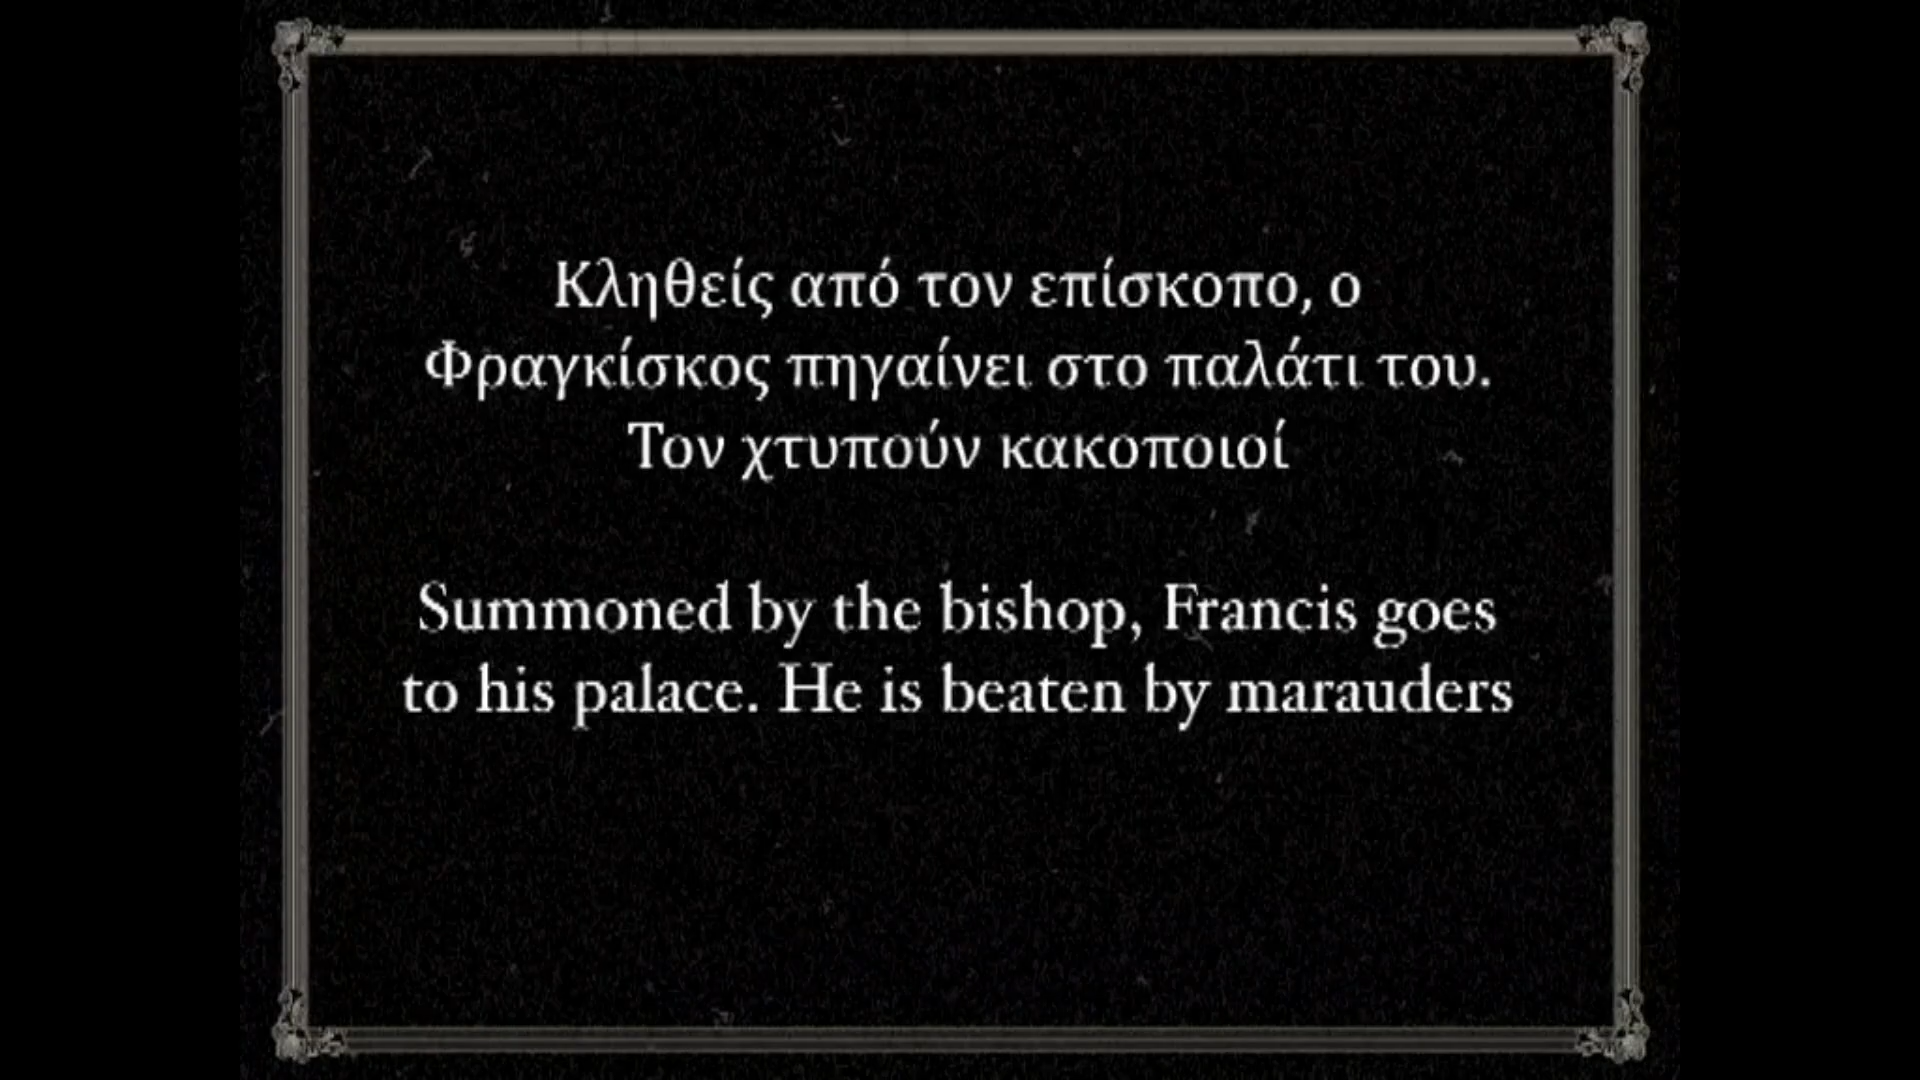 Κληθείς από τον επίσκοπο, ο
Φραγκίσκος πηγαίνει στο παλάτι του.
Τον χτυπούν κακοποιοί
Summoned by the bishop, Francis goes
to his palace. He is beaten by marauders